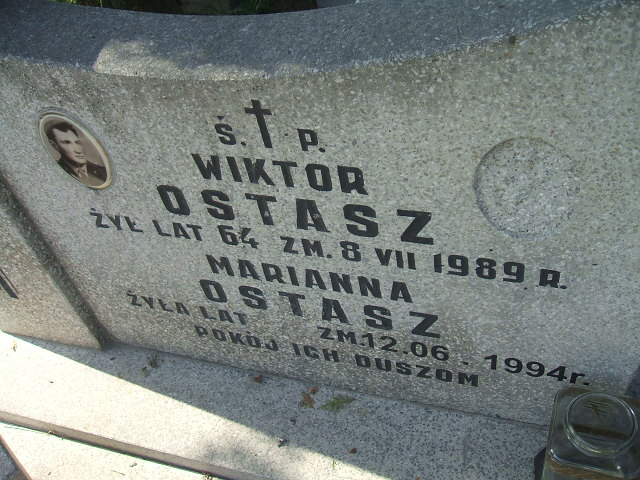 Ś. † P.
WIKTOR
OSTASZ
ŻYŁ LAT 64 ZM. 8 VII 1989 R.
MARIANNA
OSTASZ
ŻYŁA LAT ZM.12.06.1994r.
POKÓJ ICH DUSZOM